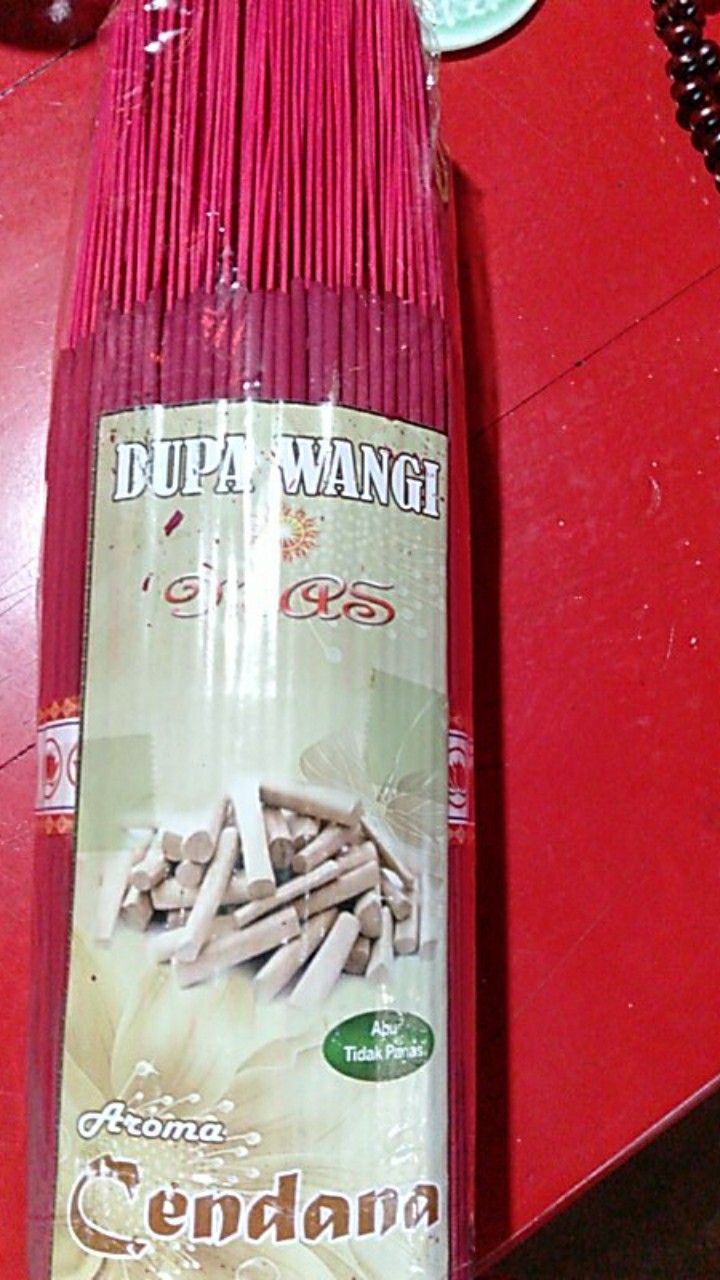 DUPA WANGI
Abu
Tidak Panas
Aroma
Cendana